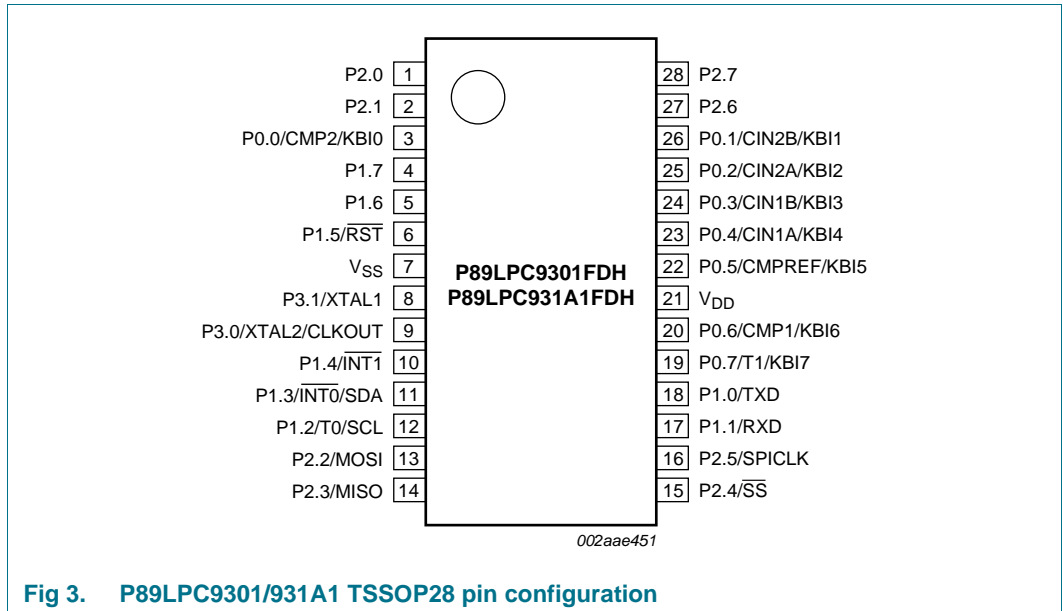 P2.0 1 28 P2.7
P2.1 2 27 P2.6
P0.0/CMP2/KBI0 3 26 P0.1/CIN2B/KBI1
P1.7 4 25 P0.2/CIN2A/KBI2
P1.6 5 24 P0.3/CIN1B/KBI3
P1.5/R̅S̅T̅ 6 23 P0.4/CIN1A/KBI4
VSS 7 P89LPC9301FDH 22 P0.5/CMPREF/KBI5
P3.1/XTAL1 8 P89LPC931A1FDH 21 VDD
P3.0/XTAL2/CLKOUT 9 20 P0.6/CMP1/KBI6
P1.4/I̅N̅T̅1̅ 10 19 P0.7/T1/KBI7
P1.3/I̅N̅T̅0̅/SDA 11 18 P1.0/TXD
P1.2/T0/SCL 12 17 P1.1/RXD
P2.2/MOSI 13 16 P2.5/SPICLK
P2.3/MISO 14 15 P2.4/S̅S̅
002aae451
Fig 3. P89LPC9301/931A1 TSSOP28 pin configuration